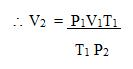 ∴ V₂ = P₁V₁T₁
T₁ P₂